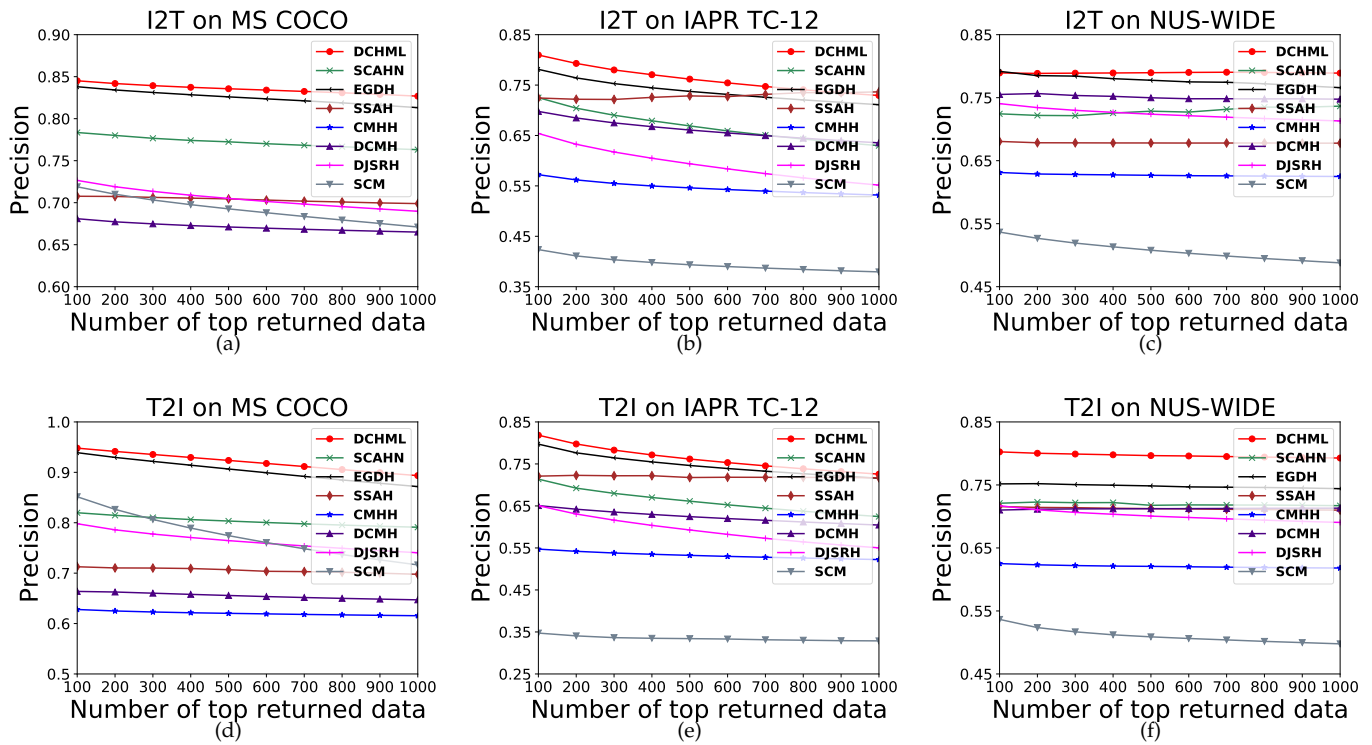 I2T on MS COCO
Precision
0.90
0.85
0.80
0.75
0.70
0.65
0.60
DCHML
SCAHN
EGDH
SSAH
CMHH
DCMH
DJSRH
SCM
100 200 300 400 500 600 700 800 900 1000
Number of top returned data
(a)
I2T on IAPR TC-12
Precision
0.85
0.75
0.65
0.55
0.45
0.35
DCHML
SCAHN
EGDH
SSAH
CMHH
DCMH
DJSRH
SCM
100 200 300 400 500 600 700 800 900 1000
Number of top returned data
(b)
I2T on NUS-WIDE
Precision
0.85
0.75
0.65
0.55
0.45
DCHML
SCAHN
EGDH
SSAH
CMHH
DCMH
DJSRH
SCM
100 200 300 400 500 600 700 800 900 1000
Number of top returned data
(c)
T2I on MS COCO
Precision
1.0
0.9
0.8
0.7
0.6
0.5
DCHML
SCAHN
EGDH
SSAH
CMHH
DCMH
DJSRH
SCM
100 200 300 400 500 600 700 800 900 1000
Number of top returned data
(d)
T2I on IAPR TC-12
Precision
0.85
0.75
0.65
0.55
0.45
0.35
0.25
DCHML
SCAHN
EGDH
SSAH
CMHH
DCMH
DJSRH
SCM
100 200 300 400 500 600 700 800 900 1000
Number of top returned data
(e)
T2I on NUS-WIDE
Precision
0.85
0.75
0.65
0.55
0.45
DCHML
SCAHN
EGDH
SSAH
CMHH
DCMH
DJSRH
SCM
100 200 300 400 500 600 700 800 900 1000
Number of top returned data
(f)